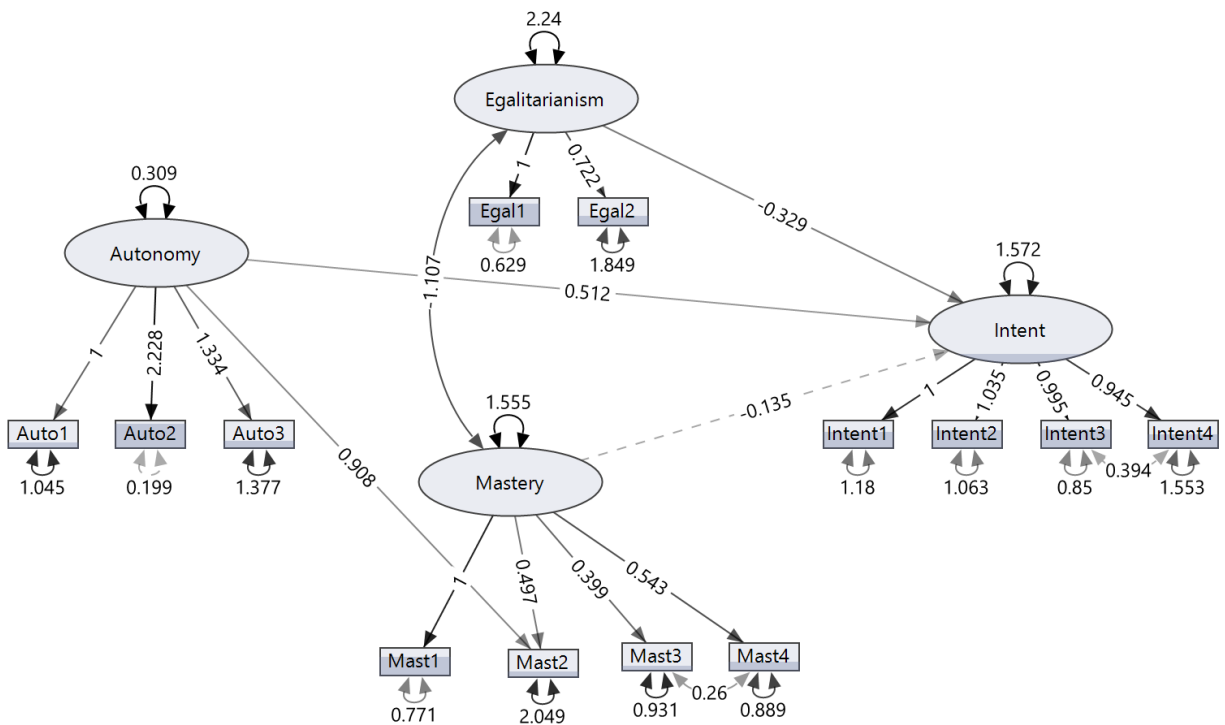 2.24
Egalitarianism
0.309
1
0.722
Autonomy
Egal1
Egal2
-0.329
0.629
1.849
1.572
-1.107
0.512
Intent
1
2.228
1.334
1.555
-0.135
1
1.035
0.995
0.945
Auto1
Auto2
Auto3
Intent1
Intent2
Intent3
Intent4
1.045
0.199
1.377
0.908
Mastery
1.18
1.063
0.85
0.394
1.553
1
0.497
0.399
0.543
Mast1
Mast2
Mast3
Mast4
0.771
2.049
0.931
0.26
0.889